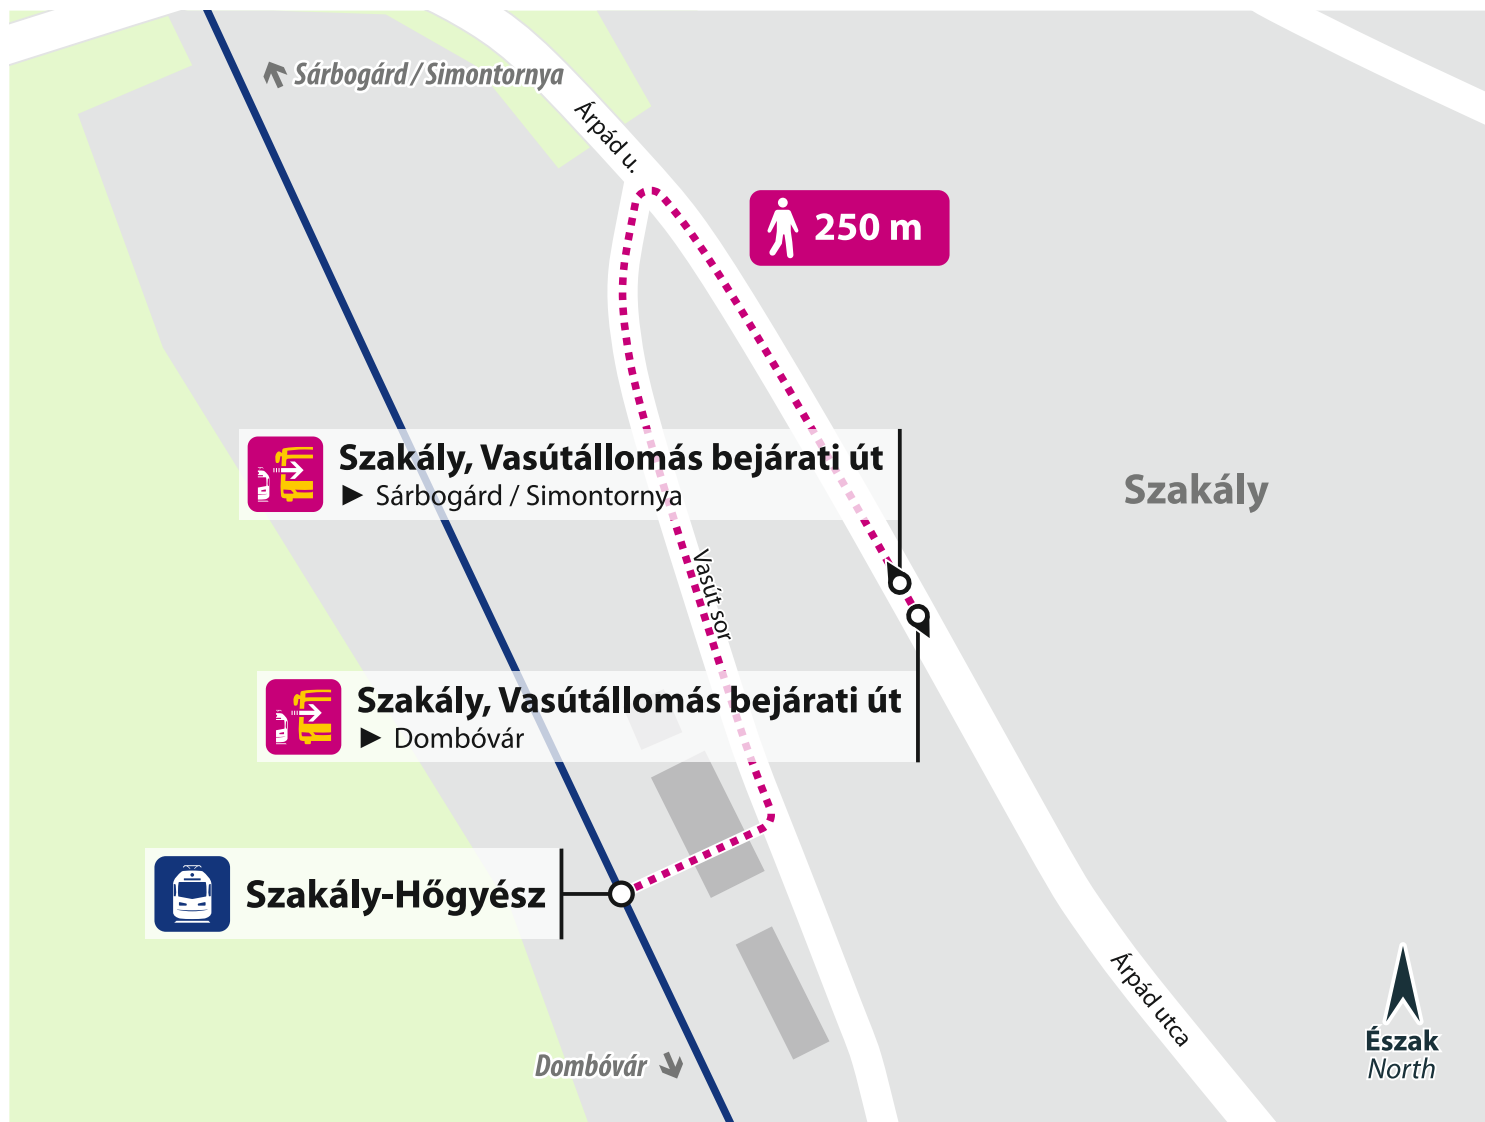 Sárbogárd / Simontornya
Árpád u.
250 m
Szakály, Vasútállomás bejárati út
► Sárbogárd / Simontornya
Szakály
Vasút sor
Szakály, Vasútállomás bejárati út
► Dombóvár
Szakály-Hőgyész
Árpád utca
Észak
North
Dombóvár